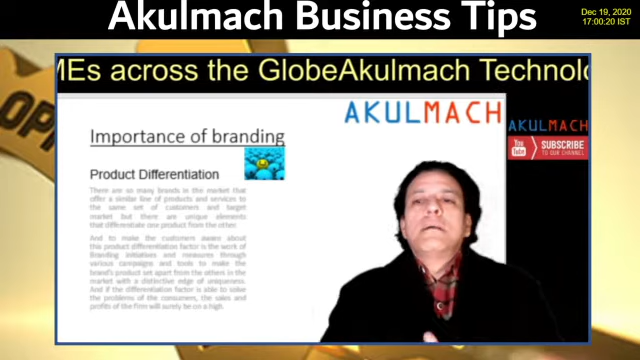 Akulmach Business Tips
Dec 19, 2020
17:00:20 IST
MEs across the GlobeAkulmach Technolo
AKULMACH
AKULMACH
You Tube SUBSCRIBE
TO OUR CHANNEL
Importance of branding
Product Differentiation
There are so many brands in the market that
offer a similar line of products and services to
the same set of customers and target
market but there are unique elements
that differentiate one product from the other.
And to make the customers aware about
this product differentiation factor is the work of
Branding initiatives and measures through
various campaigns and tools to make the
brand's product set apart from the others in the
market with a distinctive edge of uniqueness.
And if the differentiation factor is able to solve
the problems of the consumers, the sales and
profits of the firm will surely be on a high.